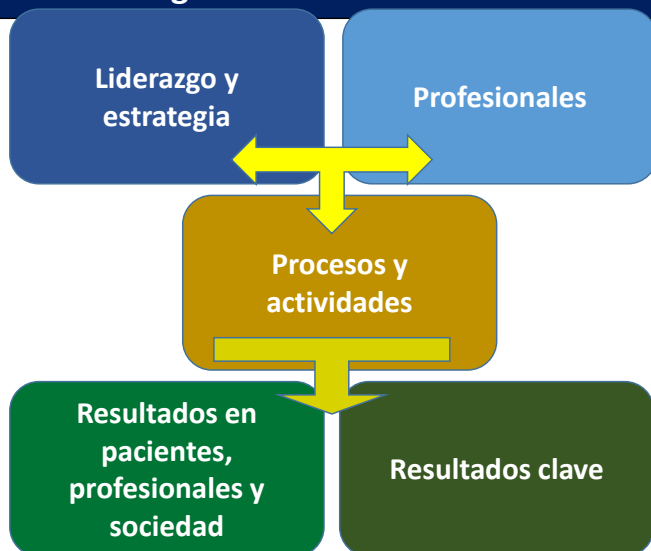 Liderazgo y
estrategia
Profesionales
Procesos y
actividades
Resultados en
pacientes,
profesionales y
sociedad
Resultados clave